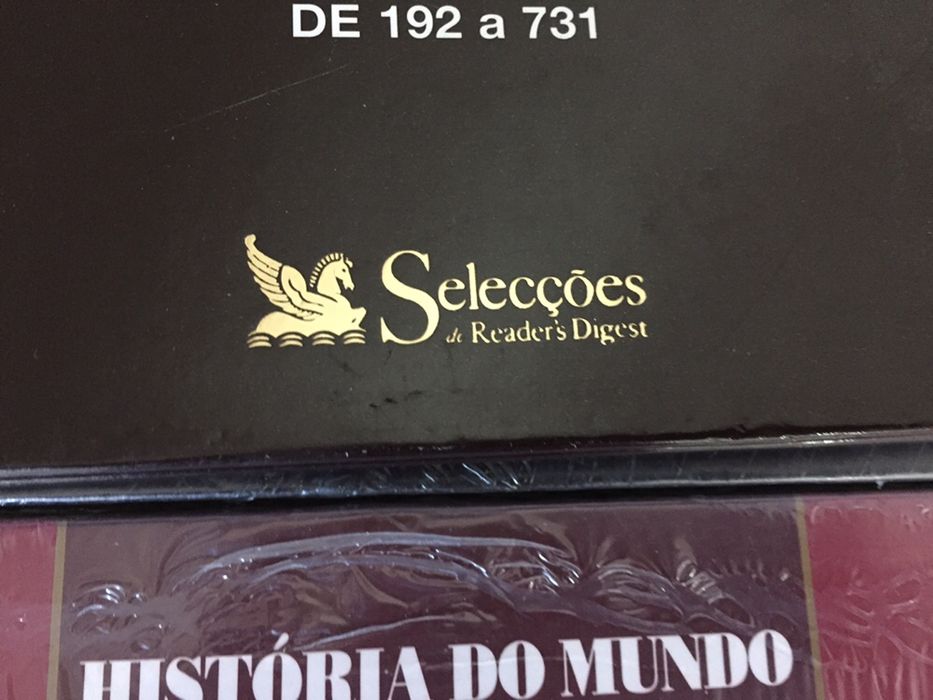 DE 192 a 731
Selecções
de Reader's Digest
HISTÓRIA DO MUNDO